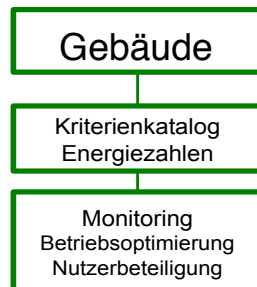 Gebäude
Kriterienkatalog
Energiezahlen
Monitoring
Betriebsoptimierung
Nutzerbeteiligung